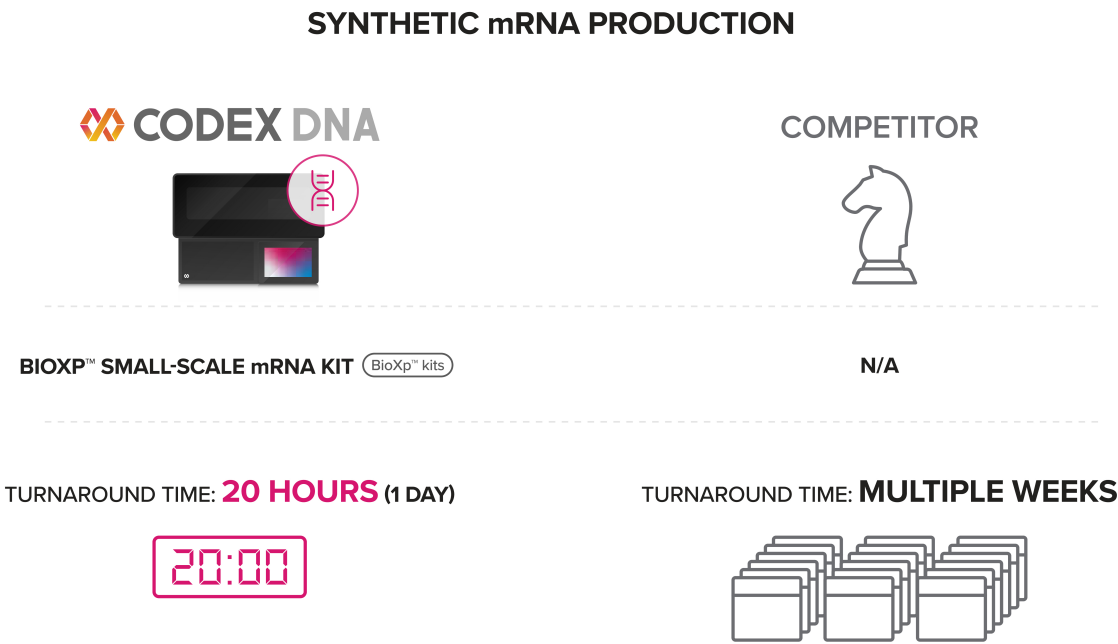 SYNTHETIC mRNA PRODUCTION
CODEX DNA
COMPETITOR
BIOXP™ SMALL-SCALE mRNA KIT BioXp™ kits
N/A
TURNAROUND TIME: 20 HOURS (1 DAY)
TURNAROUND TIME: MULTIPLE WEEKS
20:00